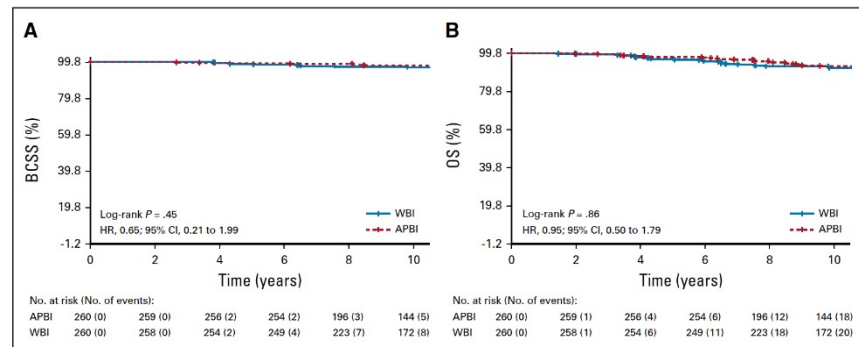 A
99.8
79.8
59.8
39.8
19.8
-1.2
BCSS (%)
Log-rank P = .45
HR, 0.65; 95% CI, 0.21 to 1.99
WBI
APBI
0 2 4 6 8 10
Time (years)
No. at risk (No. of events):
APBI 260 (0) 259 (0) 256 (2) 254 (2) 196 (3) 144 (5)
WBI 260 (0) 258 (0) 254 (2) 249 (4) 223 (7) 172 (8)
B
99.8
79.8
59.8
39.8
19.8
-1.2
OS (%)
Log-rank P = .86
HR, 0.95; 95% CI, 0.50 to 1.79
WBI
APBI
0 2 4 6 8 10
Time (years)
No. at risk (No. of events):
APBI 260 (0) 259 (1) 256 (4) 254 (6) 196 (12) 144 (18)
WBI 260 (0) 258 (1) 254 (6) 249 (11) 223 (18) 172 (20)